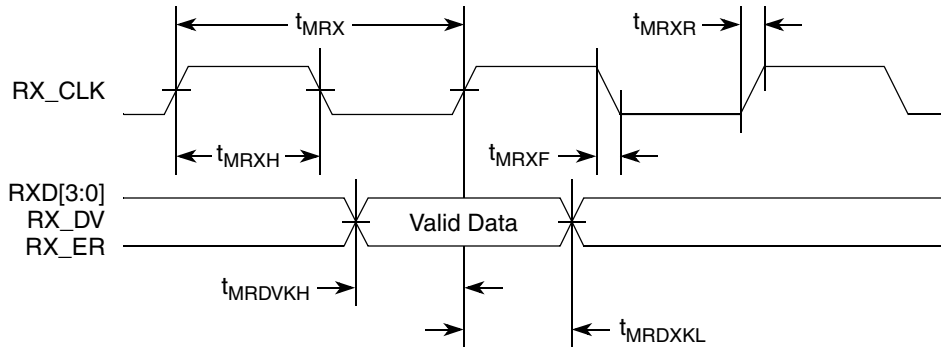 tMRX
tMRXR
RX_CLK
tMRXH
tMRXF
RXD[3:0]
RX_DV
RX_ER
Valid Data
tMRDVKH
tMRDXKL